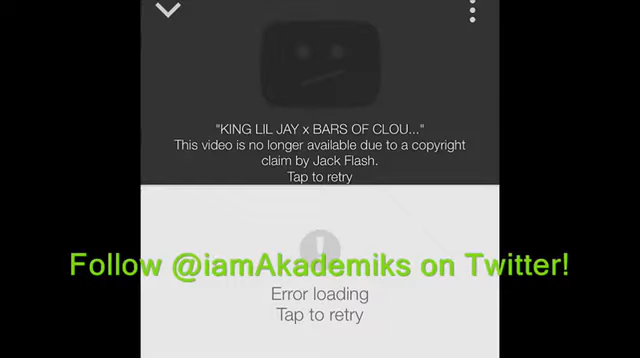 "KING LIL JAY x BARS OF CLOU..."
This video is no longer available due to a copyright
claim by Jack Flash.
Tap to retry
Follow @iamAkademiks on Twitter!
Error loading
Tap to retry